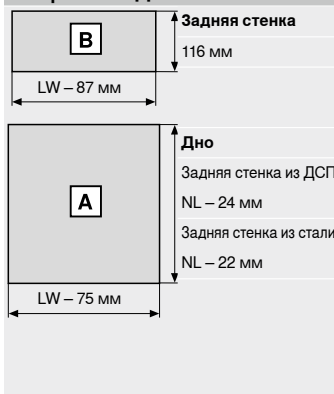 Задняя стенка
B
116 мм
LW – 87 мм
Дно
Задняя стенка из ДСП
A
NL – 24 мм
Задняя стенка из стали
NL – 22 мм
LW – 75 мм